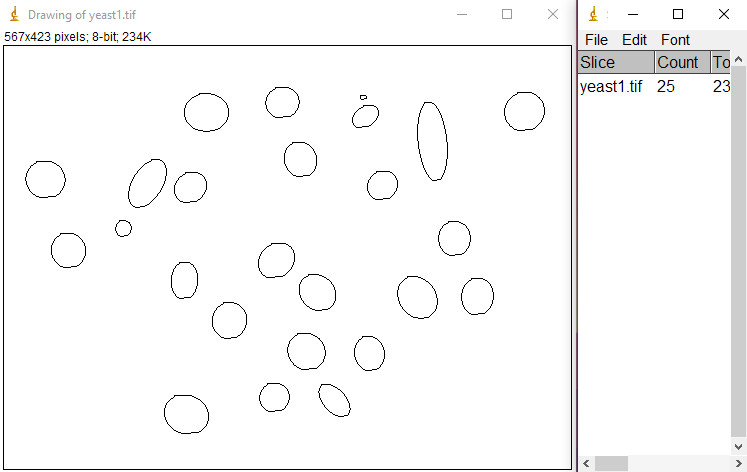 Drawing of yeast1.tif
567x423 pixels; 8-bit; 234K
File Edit Font
Slice Count To
yeast1.tif 25 23